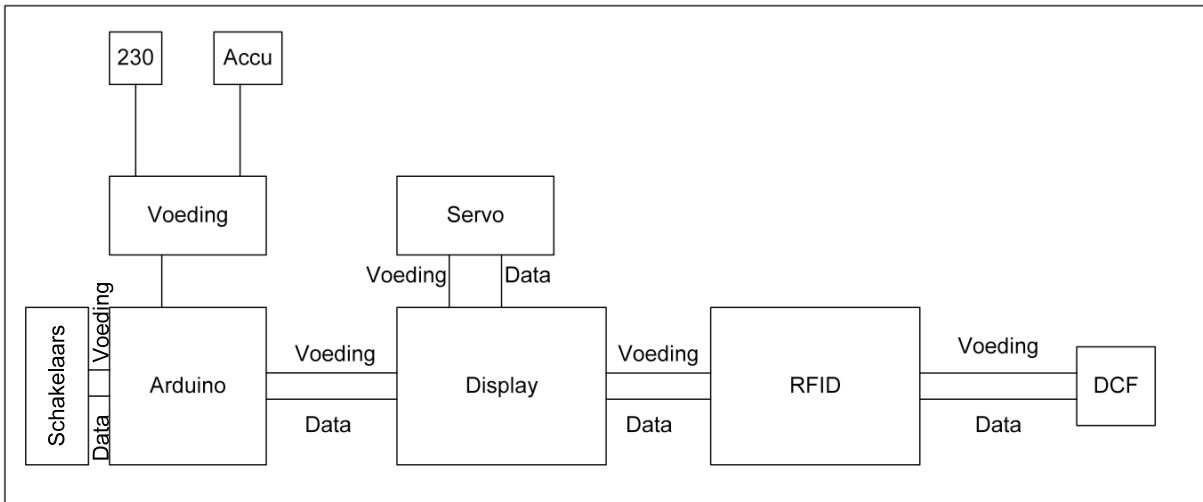 230
Accu
Voeding
Servo
Voeding
Data
Schakelaars
Voeding
Data
Arduino
Voeding
Data
Display
Voeding
Data
RFID
Voeding
Data
DCF